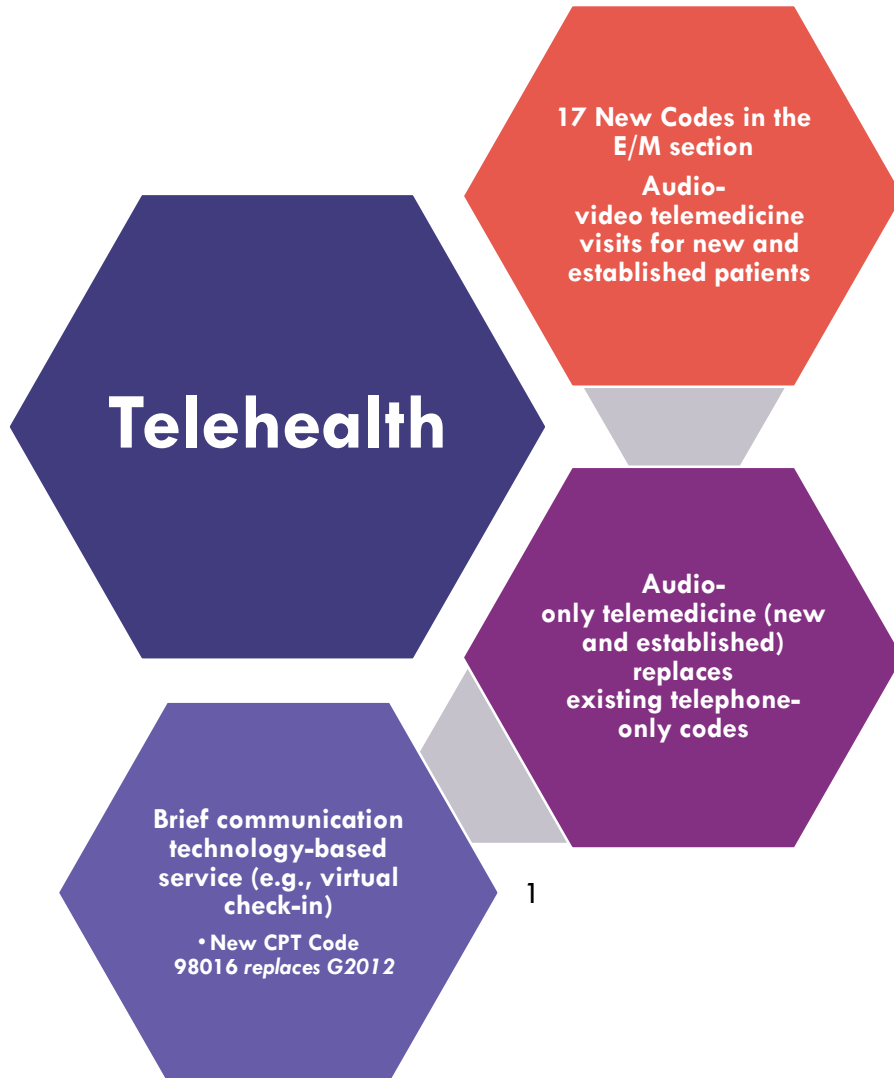 Telehealth
17 New Codes in the
E/M section
Audio-
video telemedicine
visits for new and
established patients
Audio-
only telemedicine (new
and established)
replaces
existing telephone-
only codes
Brief communication
technology-based
service (e.g., virtual
check-in)
• New CPT Code
98016 replaces G2012
1